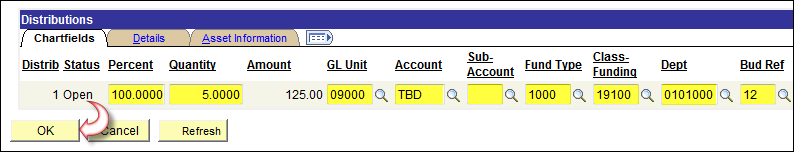 Distributions
Chartfields Details Asset Information
Distrib Status Percent Quantity Amount GL Unit Account Sub-Account Fund Type Class-Funding Dept Bud Ref
1 Open 100.0000 5.0000 125.00 09000 TBD 1000 19100 0101000 12
OK Cancel Refresh